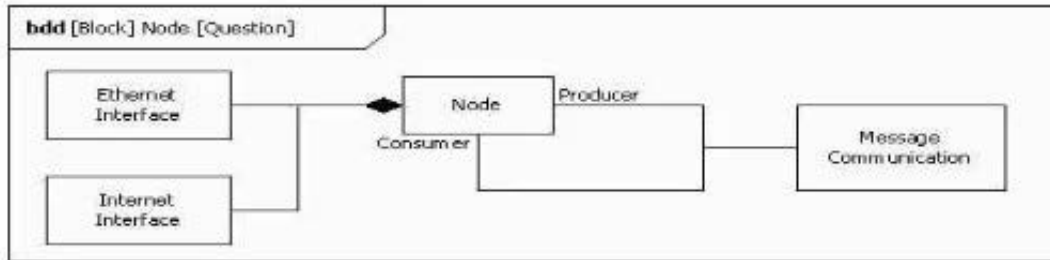 bdd [Block] Node [Question]
Ethernet
Interface
Node
Producer
Consumer
Message
Communication
Internet
Interface